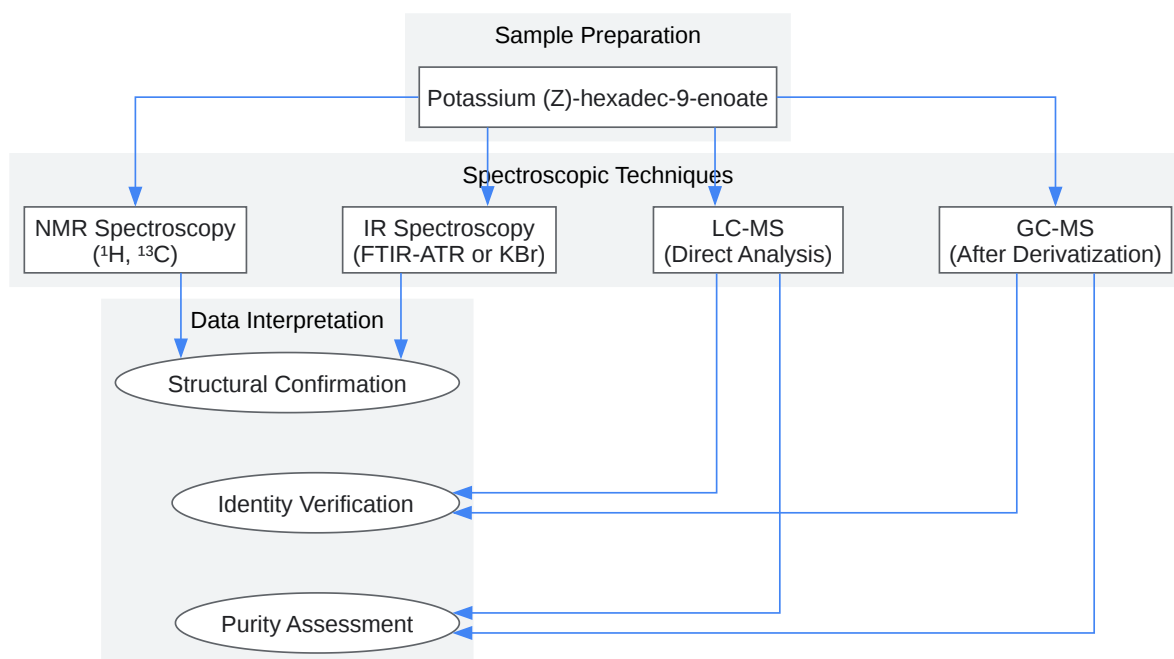 Sample Preparation
Potassium (Z)-hexadec-9-enoate
Spectroscopic Techniques
NMR Spectroscopy
(¹H, ¹³C)
IR Spectroscopy
(FTIR-ATR or KBr)
LC-MS
(Direct Analysis)
GC-MS
(After Derivatization)
Data Interpretation
Structural Confirmation
Identity Verification
Purity Assessment